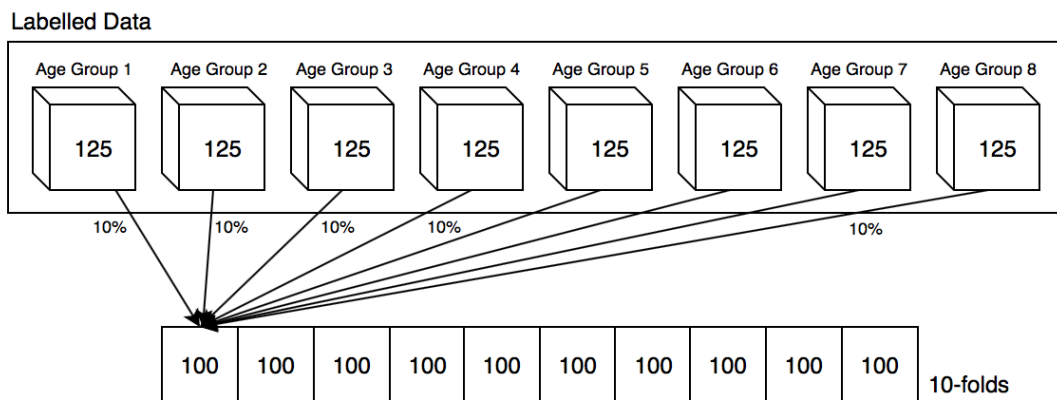 Labelled Data
Age Group 1 Age Group 2 Age Group 3 Age Group 4 Age Group 5 Age Group 6 Age Group 7 Age Group 8
125 125 125 125 125 125 125 125
10% 10% 10% 10% 10%
100 100 100 100 100 100 100 100 100 100
10-folds